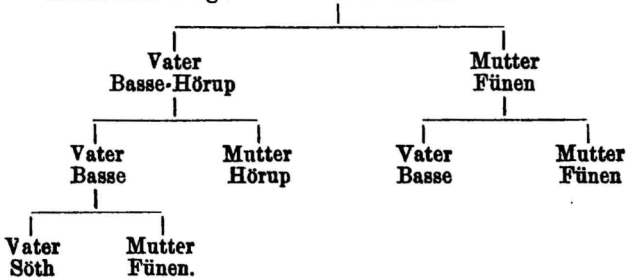 Vater Mutter
Basse-Hörup Fünen
Vater Mutter Vater Mutter
Basse Hörup Basse Fünen
Vater Mutter
Söth Fünen.